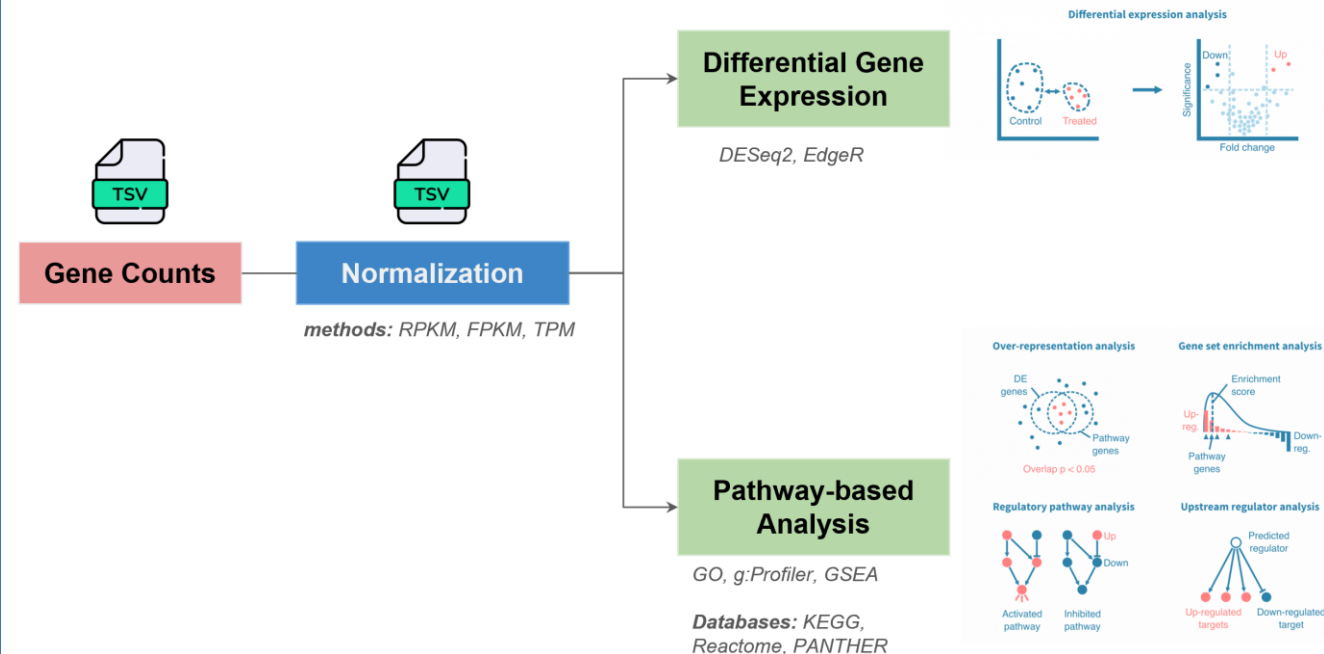 TSV
Gene Counts
TSV
Normalization
methods: RPKM, FPKM, TPM
Differential Gene
Expression
DESeq2, EdgeR
Differential expression analysis
Control
Treated
Significance
Down
Up
Fold change
Pathway-based
Analysis
GO, g:Profiler, GSEA
Databases: KEGG,
Reactome, PANTHER
Over-representation analysis
DE
genes
Pathway
genes
Overlap p < 0.05
Gene set enrichment analysis
Enrichment
score
Up-
reg.
Down-
reg.
Pathway
genes
Regulatory pathway analysis
Up
Down
Activated
pathway
Inhibited
pathway
Upstream regulator analysis
Predicted
regulator
Up-regulated
targets
Down-regulated
target